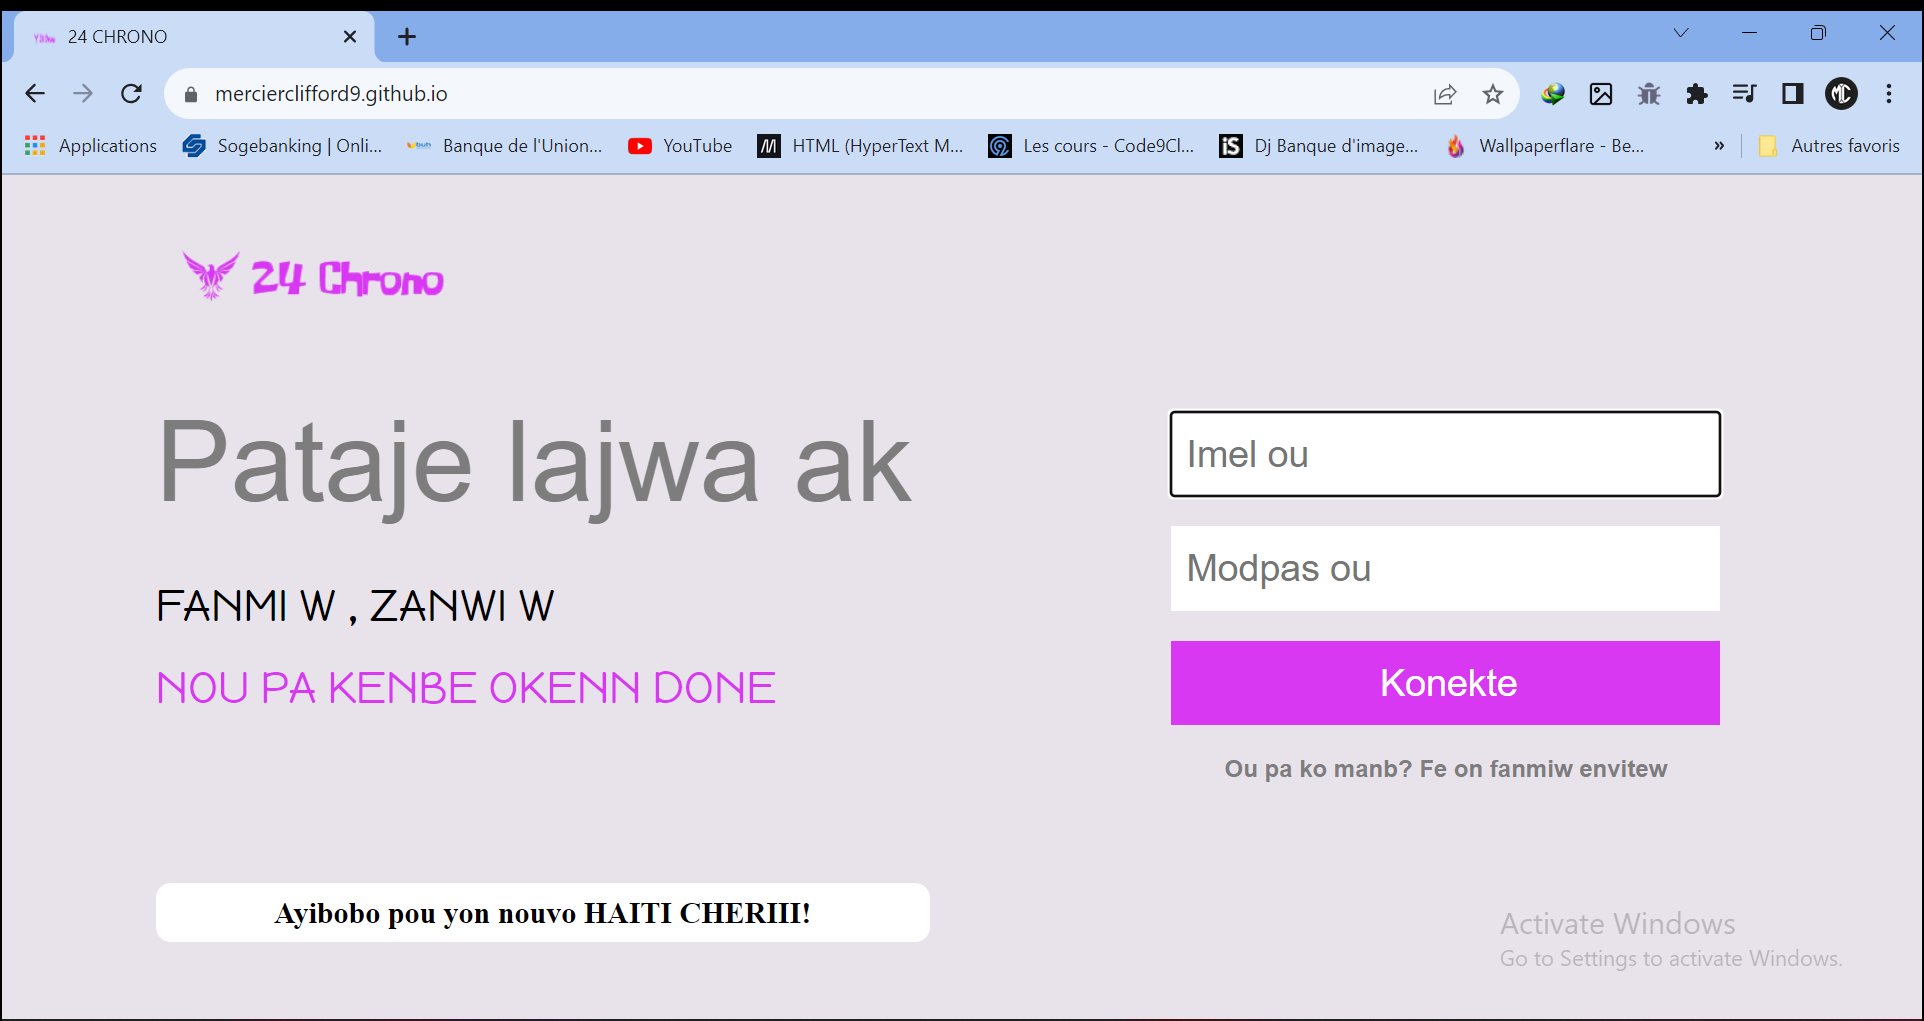 24 CHRONO
mercierclifford9.github.io
Applications
Sogebanking | Onli...
Banque de l'Union...
YouTube
HTML (HyperText M...
Les cours - Code9Cl...
Dj Banque d'image...
Wallpaperflare - Be...
»
Autres favoris
24 Chrono
Pataje lajwa ak
FANMI W , ZANWI W
NOU PA KENBE OKENN DONE
Imel ou
Modpas ou
Konekte
Ou pa ko manb? Fe on fanmiw envitew
Ayibobo pou yon nouvo HAITI CHERIII!
Activate Windows
Go to Settings to activate Windows.